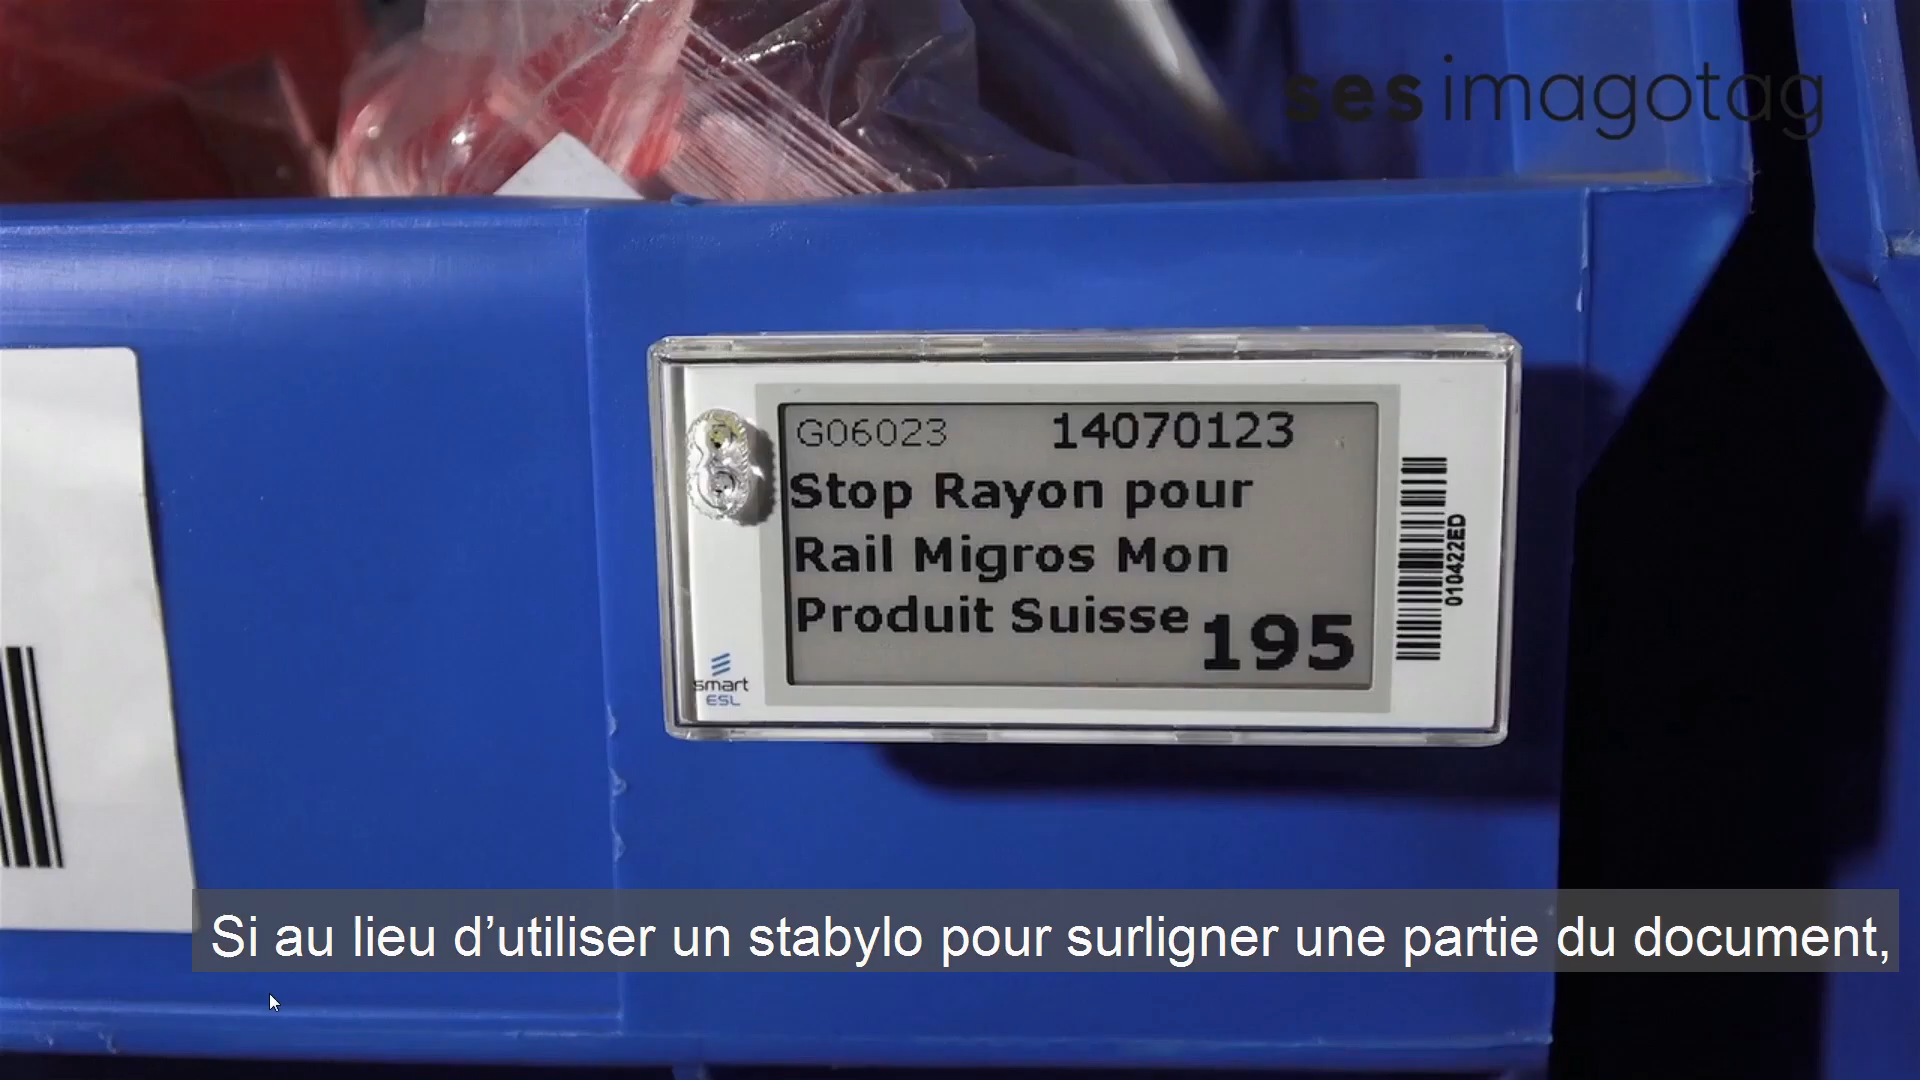 ses imagotag
G06023 14070123
Stop Rayon pour
Rail Migros Mon
Produit Suisse
195
smart
ESL
010422ED
Si au lieu d’utiliser un stabylo pour surligner une partie du document,